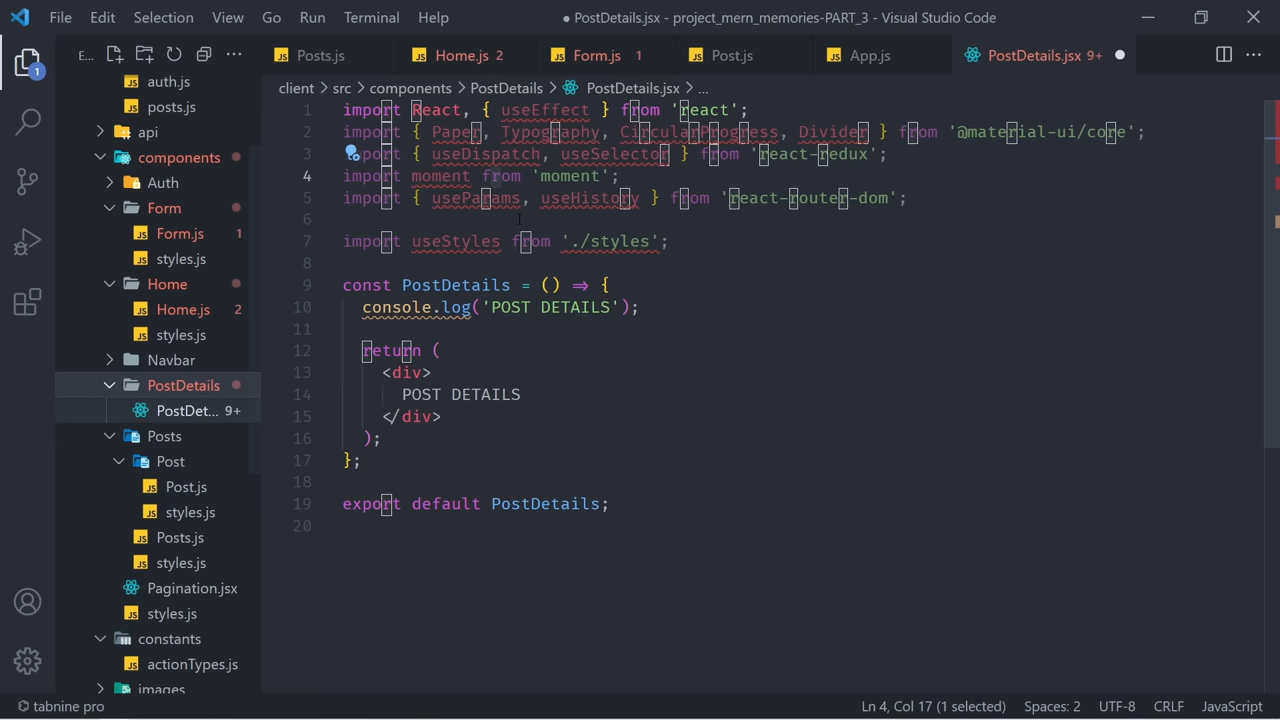 File Edit Selection View Go Run Terminal Help
● PostDetails.jsx - project_mern_memories-PART_3 - Visual Studio Code
1
E... ···
Posts.js
Home.js 2
Form.js 1
Post.js
App.js
PostDetails.jsx 9+
client > src > components > PostDetails > PostDetails.jsx > ...
auth.js
posts.js
api
components
Auth
Form
Form.js 1
styles.js
Home
Home.js 2
styles.js
Navbar
PostDetails
PostDet... 9+
Posts
Post
Post.js
styles.js
Posts.js
styles.js
Pagination.jsx
styles.js
constants
actionTypes.js
images
1 import React, { useEffect } from 'react';
2 import { Paper, Typography, CircularProgress, Divider } from '@material-ui/core';
3 import { useDispatch, useSelector } from 'react-redux';
4 import moment from 'moment';
5 import { useParams, useHistory } from 'react-router-dom';
6
7 import useStyles from './styles';
8
9 const PostDetails = () => {
10 console.log('POST DETAILS');
11
12 return (
13 <div>
14 POST DETAILS
15 </div>
16 );
17 };
18
19 export default PostDetails;
20
tabnine pro
Ln 4, Col 17 (1 selected) Spaces: 2 UTF-8 CRLF JavaScript